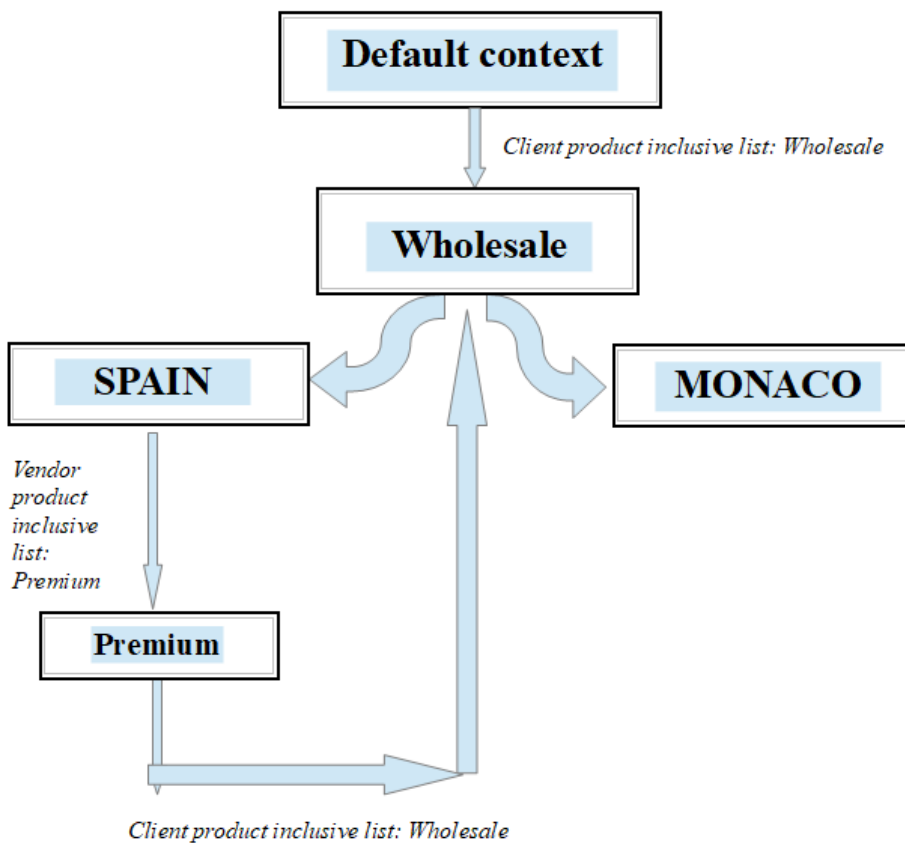 Default context
Client product inclusive list: Wholesale
Wholesale
SPAIN
MONACO
Vendor
product
inclusive
list:
Premium
Premium
Client product inclusive list: Wholesale